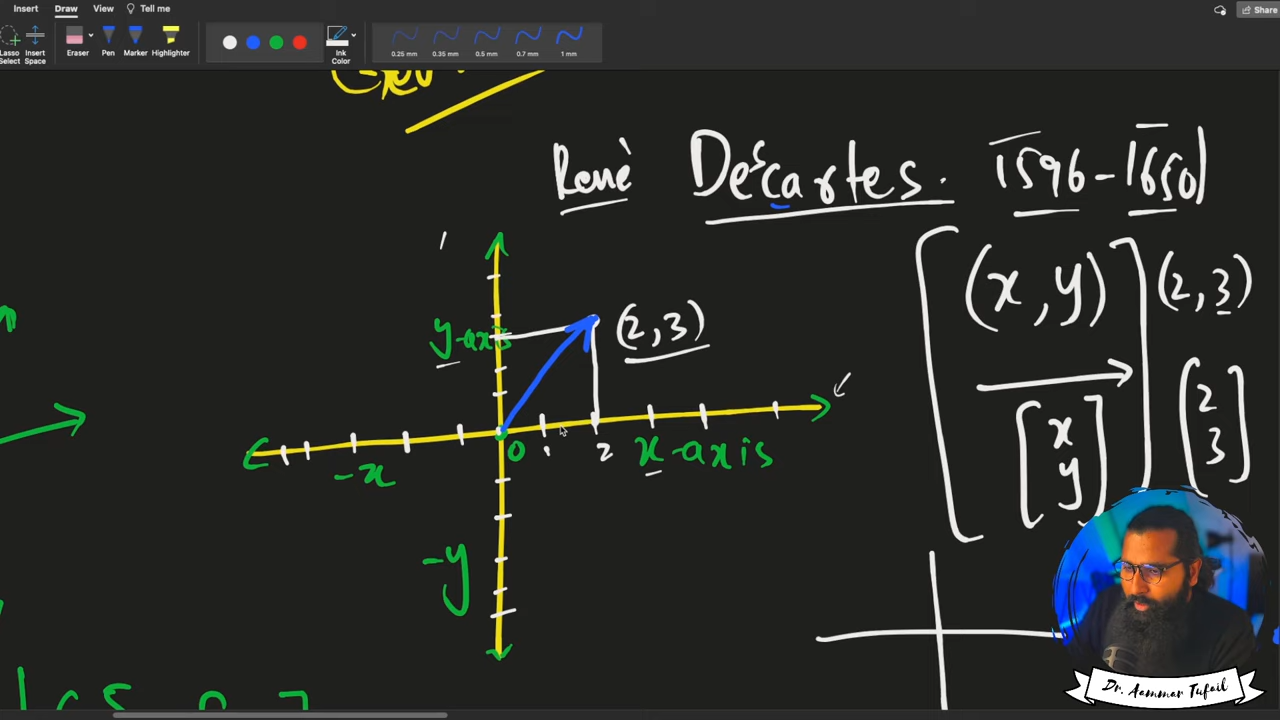 Insert Draw View Tell me
Share
Lasso Select
Insert Space
Eraser
Pen
Marker
Highlighter
Ink Color
0.25 mm 0.35 mm 0.5 mm 0.7 mm 1 mm
Renè Descartes. 1596-1650
(x, y) (2, 3)
y-axis (2,3)
[x y] [2 3]
0 1 2 x-axis
-x
-y
Dr. Aammar Tufail